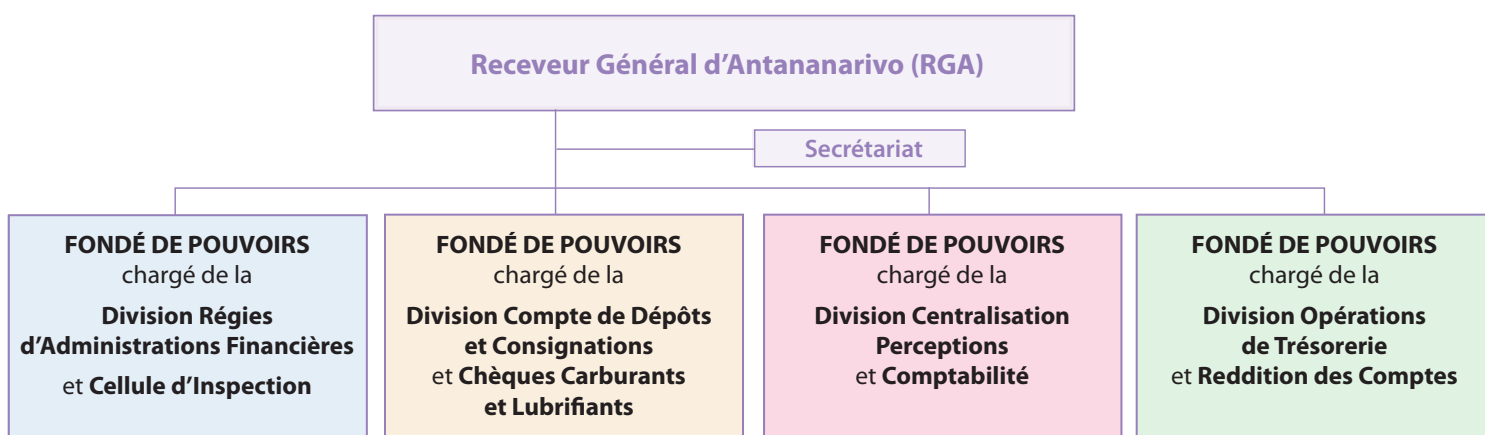 Receveur Général d’Antananarivo (RGA)
Secrétariat
FONDÉ DE POUVOIRS
chargé de la
Division Régies
d’Administrations Financières
et Cellule d’Inspection
FONDÉ DE POUVOIRS
chargé de la
Division Compte de Dépôts
et Consignations
et Chèques Carburants
et Lubrifiants
FONDÉ DE POUVOIRS
chargé de la
Division Centralisation
Perceptions
et Comptabilité
FONDÉ DE POUVOIRS
chargé de la
Division Opérations
de Trésorerie
et Reddition des Comptes